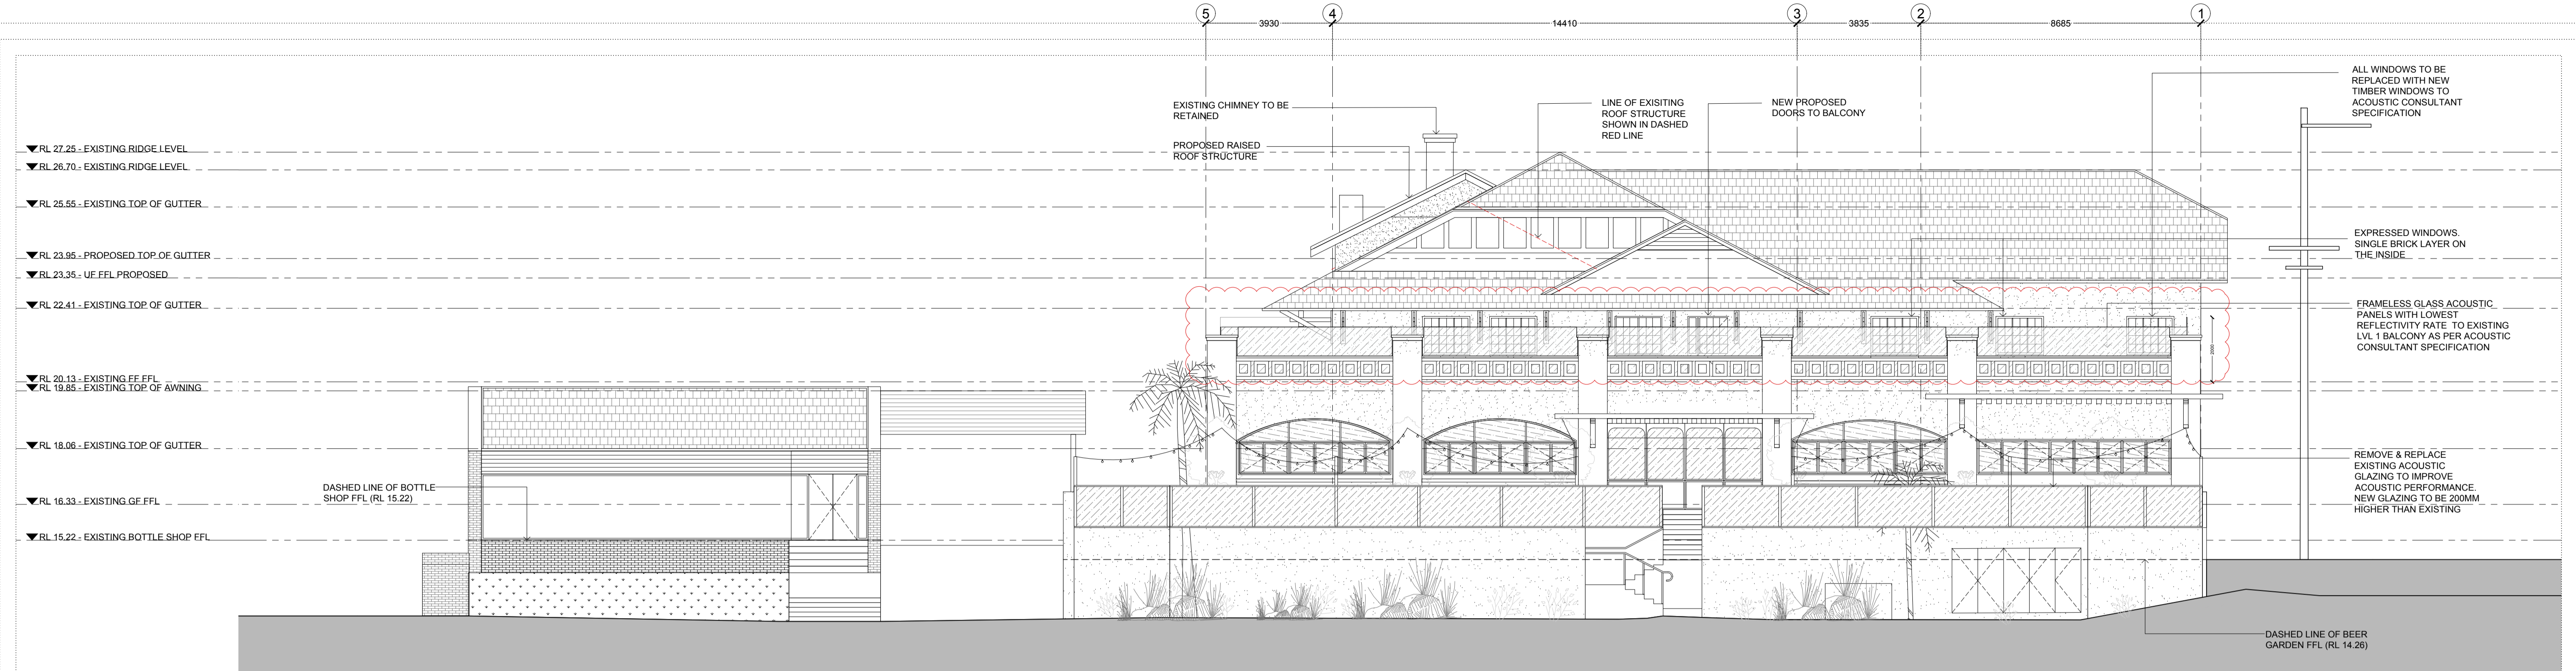 5
4
3
2
1
3930
14410
3835
8685
EXISTING CHIMNEY TO BE
RETAINED
PROPOSED RAISED
ROOF STRUCTURE
LINE OF EXISITING
ROOF STRUCTURE
SHOWN IN DASHED
RED LINE
NEW PROPOSED
DOORS TO BALCONY
ALL WINDOWS TO BE
REPLACED WITH NEW
TIMBER WINDOWS TO
ACOUSTIC CONSULTANT
SPECIFICATION
RL 27.25 - EXISTING RIDGE LEVEL
RL 26.70 - EXISTING RIDGE LEVEL
RL 25.55 - EXISTING TOP OF GUTTER
RL 23.95 - PROPOSED TOP OF GUTTER
RL 23.35 - UF FFL PROPOSED
RL 22.41 - EXISTING TOP OF GUTTER
RL 20.13 - EXISTING FF FFL
RL 19.85 - EXISTING TOP OF AWNING
RL 18.06 - EXISTING TOP OF GUTTER
RL 16.33 - EXISTING GF FFL
RL 15.22 - EXISTING BOTTLE SHOP FFL
DASHED LINE OF BOTTLE
SHOP FFL (RL 15.22)
EXPRESSED WINDOWS.
SINGLE BRICK LAYER ON
THE INSIDE
FRAMELESS GLASS ACOUSTIC
PANELS WITH LOWEST
REFLECTIVITY RATE TO EXISTING
LVL 1 BALCONY AS PER ACOUSTIC
CONSULTANT SPECIFICATION
2000
REMOVE & REPLACE
EXISTING ACOUSTIC
GLAZING TO IMPROVE
ACOUSTIC PERFORMANCE.
NEW GLAZING TO BE 200MM
HIGHER THAN EXISTING
DASHED LINE OF BEER
GARDEN FFL (RL 14.26)